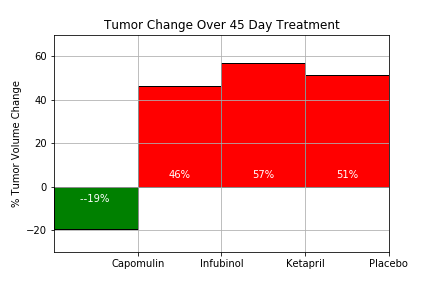 Tumor Change Over 45 Day Treatment
% Tumor Volume Change
60
40
20
0
−20
--19%
46%
57%
51%
Capomulin
Infubinol
Ketapril
Placebo